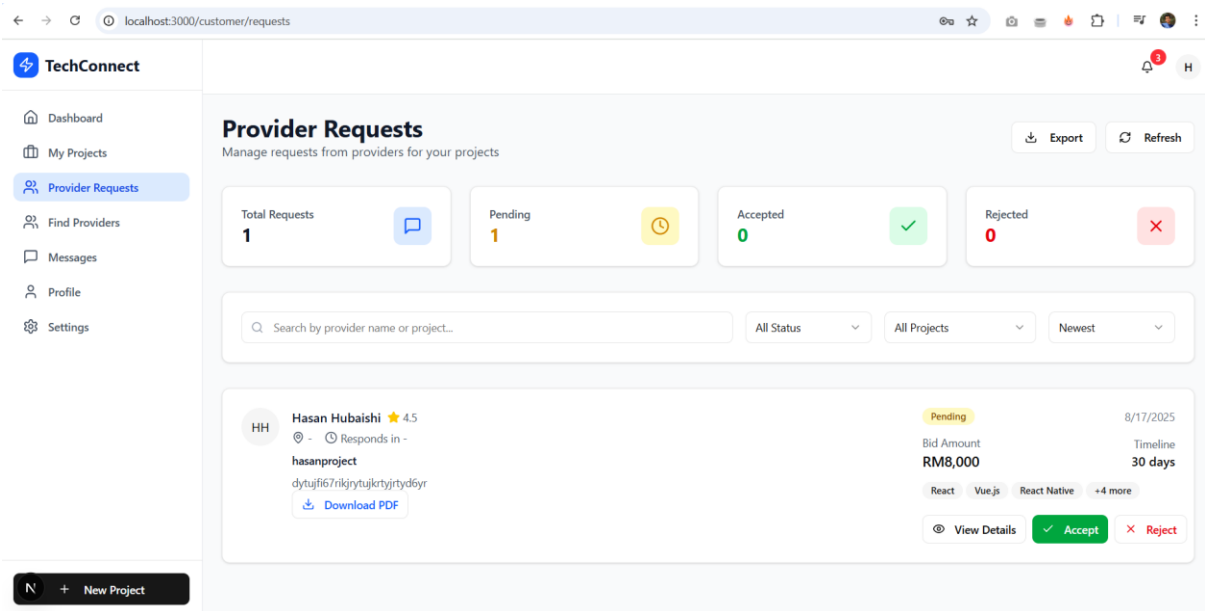 localhost:3000/customer/requests
TechConnect
3
H
Dashboard
My Projects
Provider Requests
Find Providers
Messages
Profile
Settings
N
New Project
Provider Requests
Manage requests from providers for your projects
Export
Refresh
Total Requests
1
Pending
1
Accepted
0
Rejected
0
Search by provider name or project...
All Status
All Projects
Newest
HH
Hasan Hubaishi 4.5
- Responds in -
hasanproject
dytujfi67rikjrytujkrtyjrtyd6yr
Download PDF
Pending 8/17/2025
Bid Amount Timeline
RM8,000 30 days
React Vue.js React Native +4 more
View Details Accept Reject